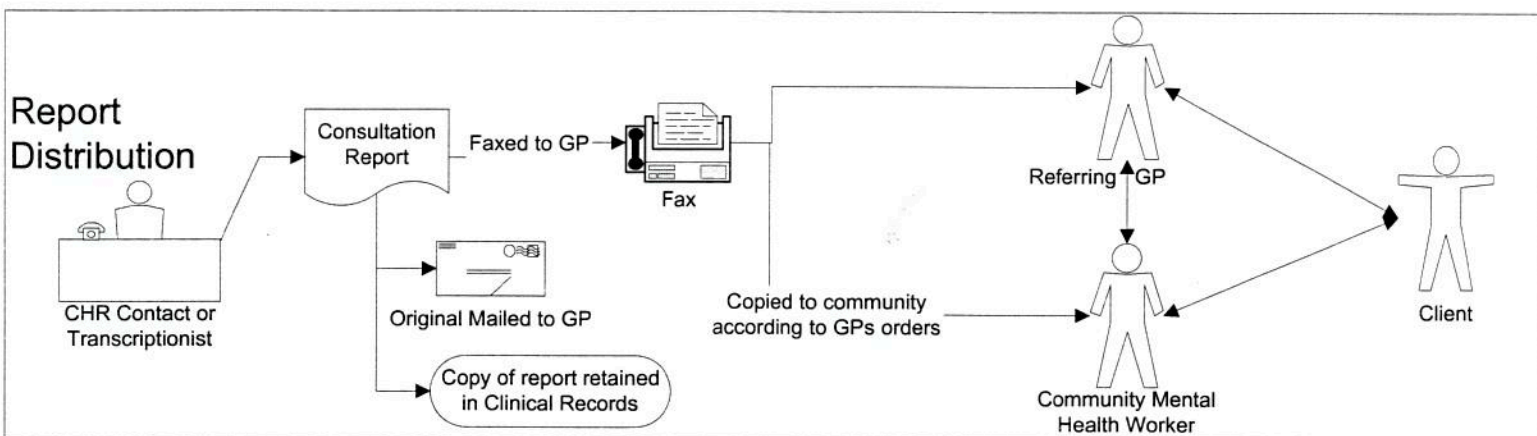 Report
Distribution
CHR Contact or
Transcriptionist
Consultation
Report
Faxed to GP
Fax
Original Mailed to GP
Copy of report retained
in Clinical Records
Copied to community
according to GPs orders
Referring GP
Community Mental
Health Worker
Client